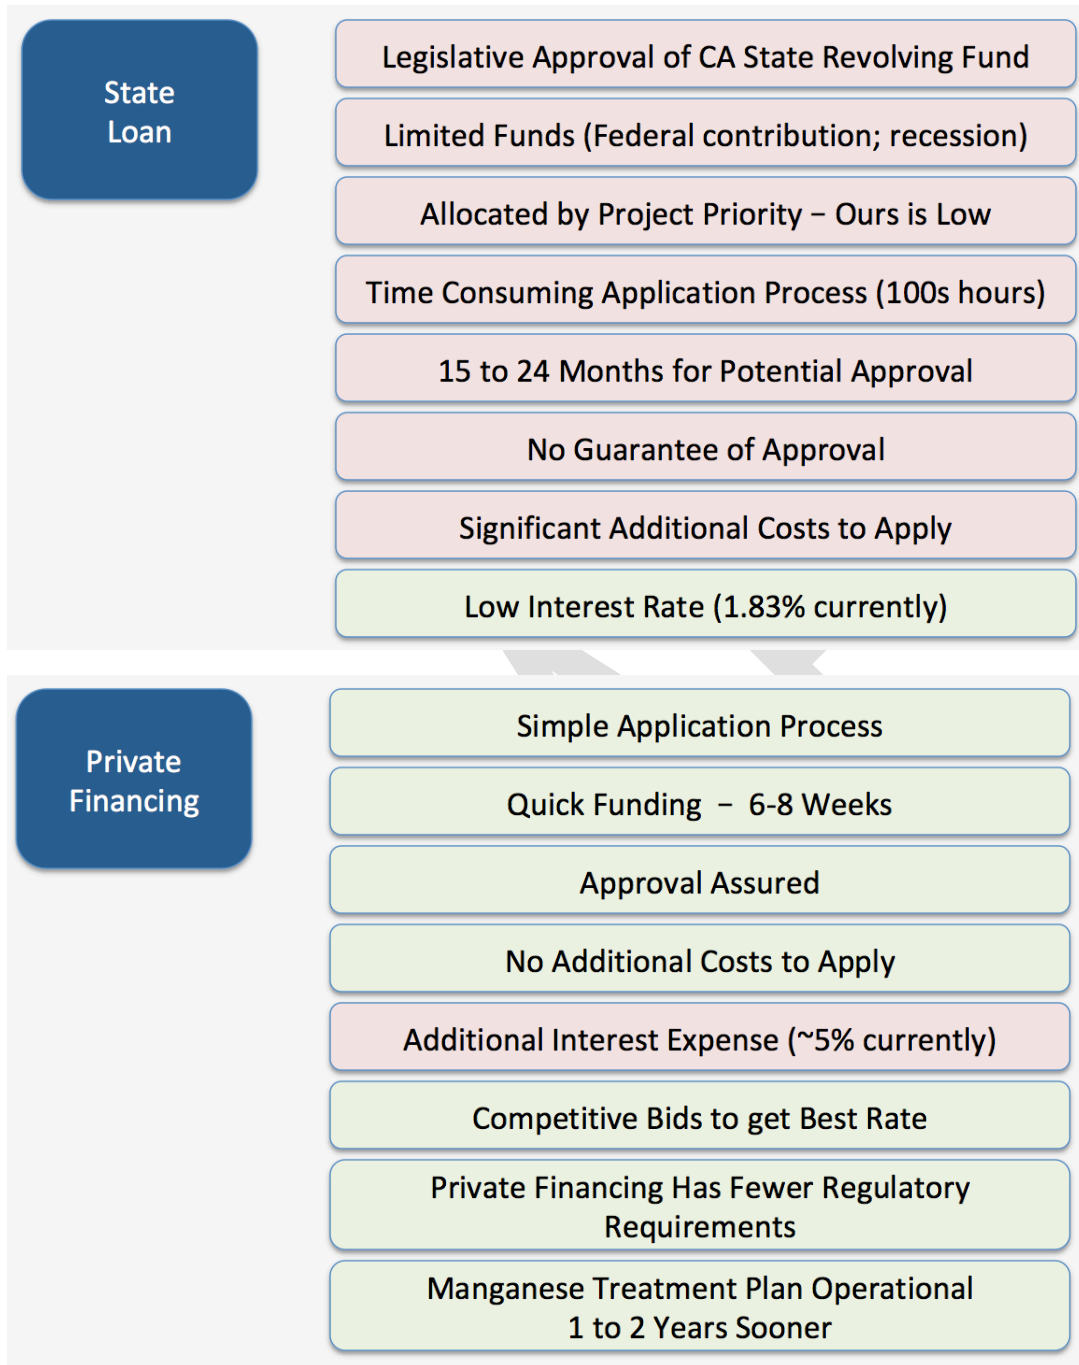 State
Loan
Legislative Approval of CA State Revolving Fund
Limited Funds (Federal contribution; recession)
Allocated by Project Priority – Ours is Low
Time Consuming Application Process (100s hours)
15 to 24 Months for Potential Approval
No Guarantee of Approval
Significant Additional Costs to Apply
Low Interest Rate (1.83% currently)
Private
Financing
Simple Application Process
Quick Funding – 6-8 Weeks
Approval Assured
No Additional Costs to Apply
Additional Interest Expense (~5% currently)
Competitive Bids to get Best Rate
Private Financing Has Fewer Regulatory
Requirements
Manganese Treatment Plan Operational
1 to 2 Years Sooner